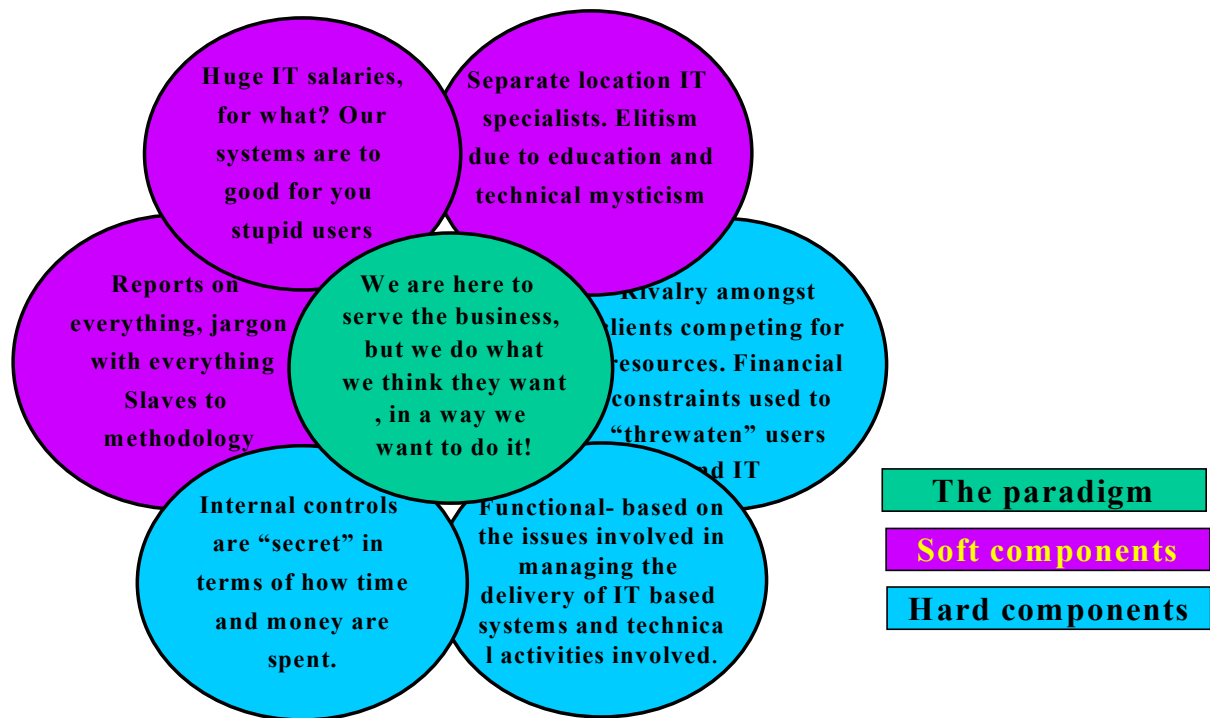 Huge IT salaries,
for what? Our
systems are to
good for you
stupid users
Separate location IT
specialists. Elitism
due to education and
technical mysticism
Reports on
everything, jargon
with everything
Slaves to
methodology
We are here to
serve the business,
but we do what
we think they want
, in a way we
want to do it!
Rivalry amongst
clients competing for
resources. Financial
constraints used to
“threwaten” users
and IT
Internal controls
are “secret” in
terms of how time
and money are
spent.
Functional- based on
the issues involved in
managing the
delivery of IT based
systems and technica
l activities involved.
The paradigm
Soft components
Hard components